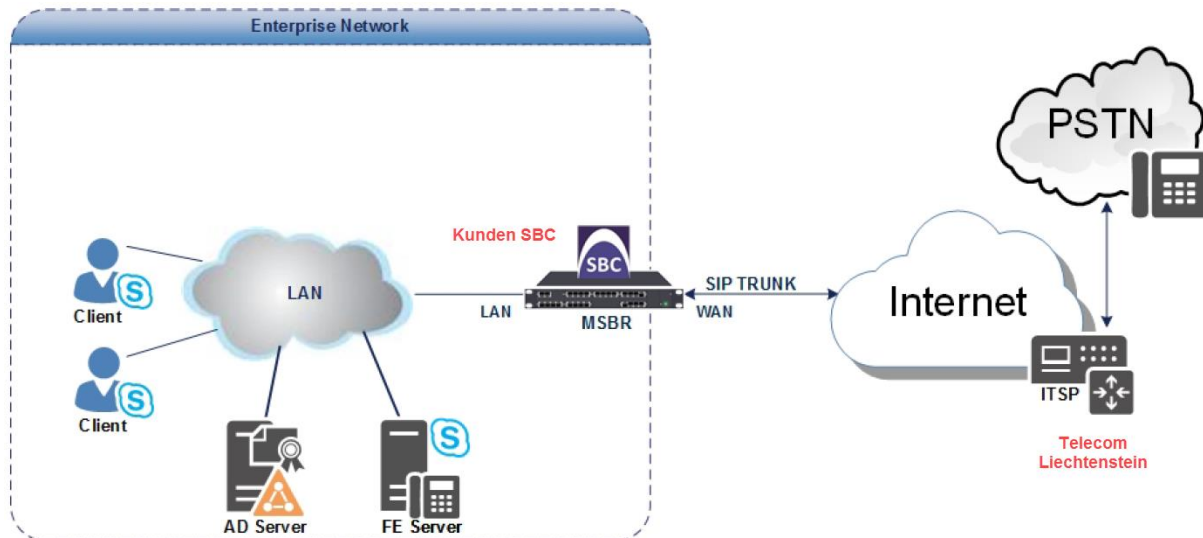 Enterprise Network
PSTN
Kunden SBC
SBC
SIP TRUNK
LAN
Internet
LAN
MSBR
WAN
Client
S
ITSP
Client
S
S
Telecom
Liechtenstein
AD Server
FE Server